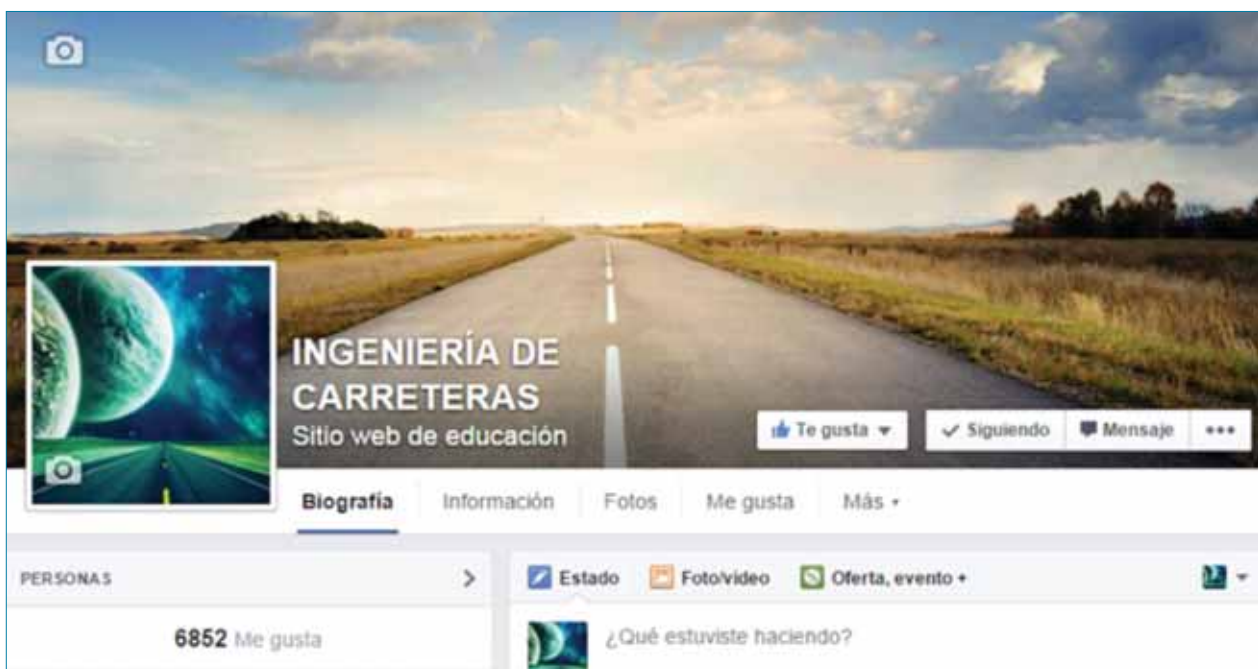 INGENIERÍA DE
CARRETERAS
Sitio web de educación
Te gusta
Siguiendo
Mensaje
Biografía
Información
Fotos
Me gusta
Más
PERSONAS
6852 Me gusta
Estado
Foto/vídeo
Oferta, evento +
¿Qué estuviste haciendo?